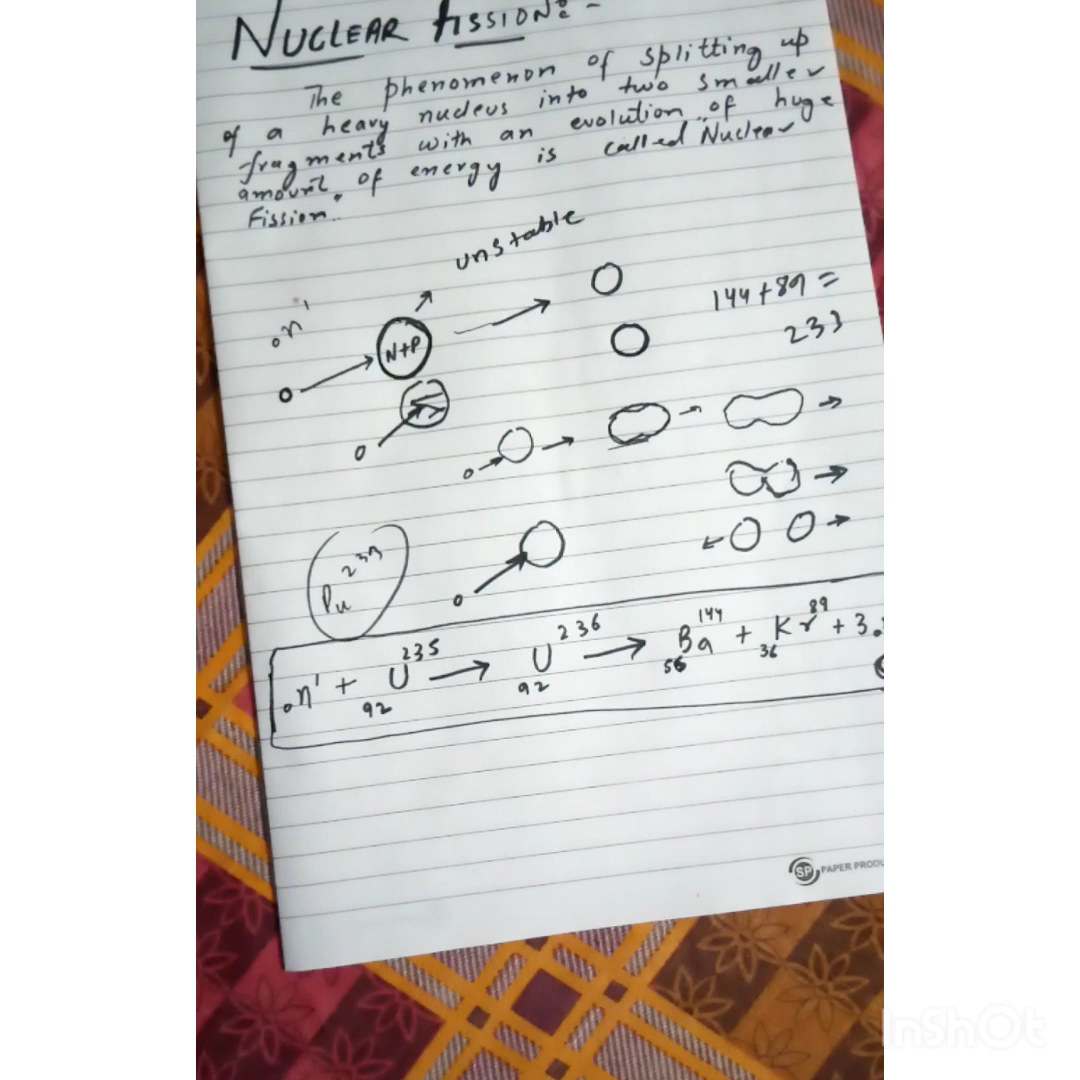 NUCLEAR FISSION:-
The phenomenon of splitting up
of a heavy nucleus into two smaller
fragments with an evolution of huge
amount of energy is called "Nuclear
Fission".
unstable
₀n¹
N+P
144+89 =
233
Pu²³⁹
₀n¹ + ₉₂U²³⁵ → ₉₂U²³⁶ → ₅₆Ba¹⁴⁴ + ₃₆Kr⁸⁹ + 3.
SP PAPER PRODU
InShOt